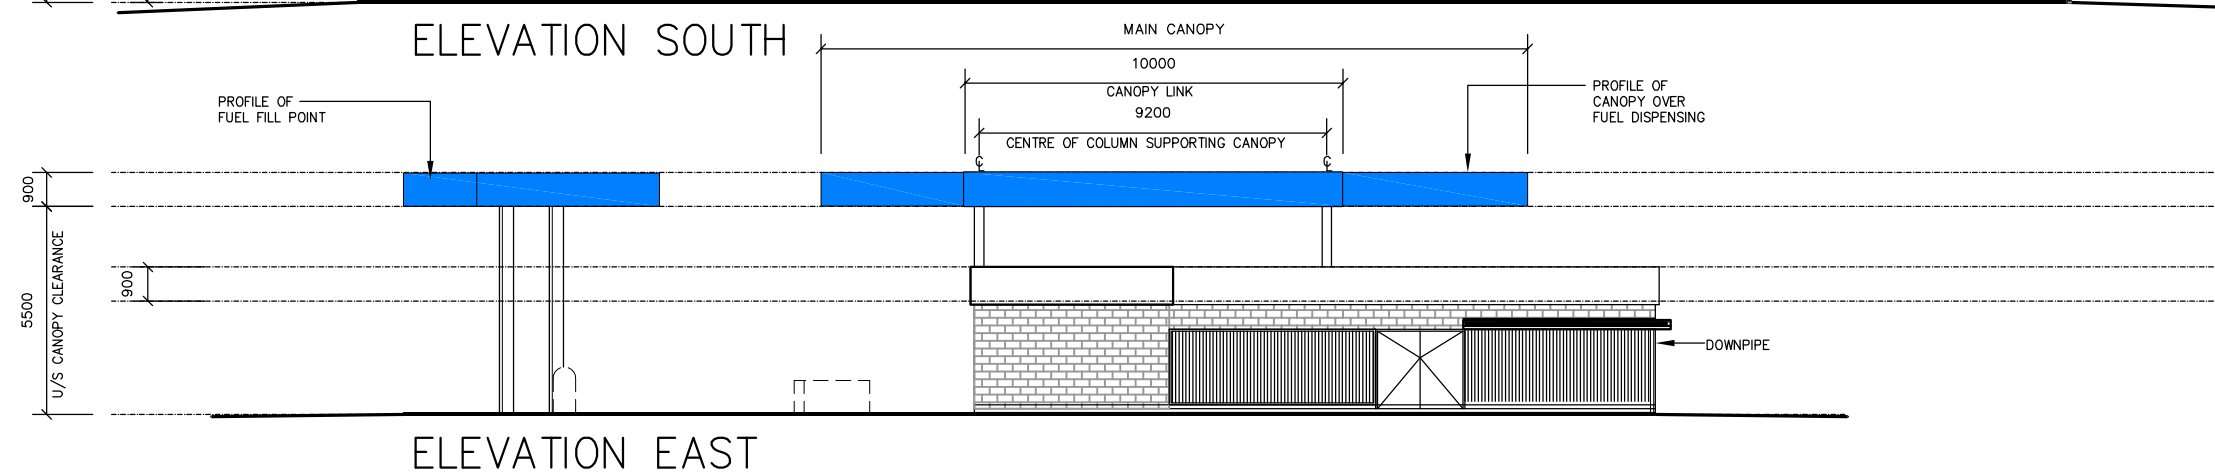 ELEVATION SOUTH
MAIN CANOPY
10000
CANOPY LINK
9200
CENTRE OF COLUMN SUPPORTING CANOPY
℄
℄
PROFILE OF
FUEL FILL POINT
PROFILE OF
CANOPY OVER
FUEL DISPENSING
900
5500
U/S CANOPY CLEARANCE
900
DOWNPIPE
ELEVATION EAST